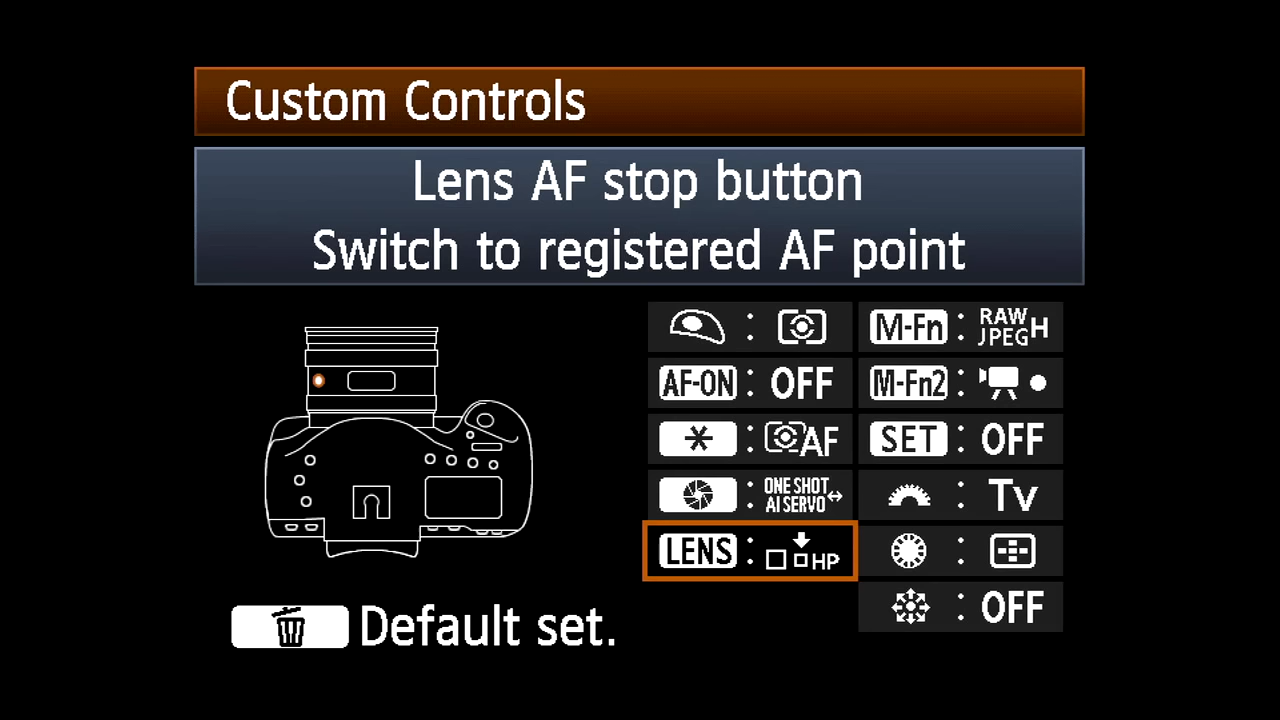 Custom Controls
Lens AF stop button
Switch to registered AF point
M-Fn : RAW JPEG H
AF-ON : OFF
M-Fn2 :
: AF
SET : OFF
: ONE SHOT AI SERVO
: Tv
LENS : HP
: OFF
Default set.